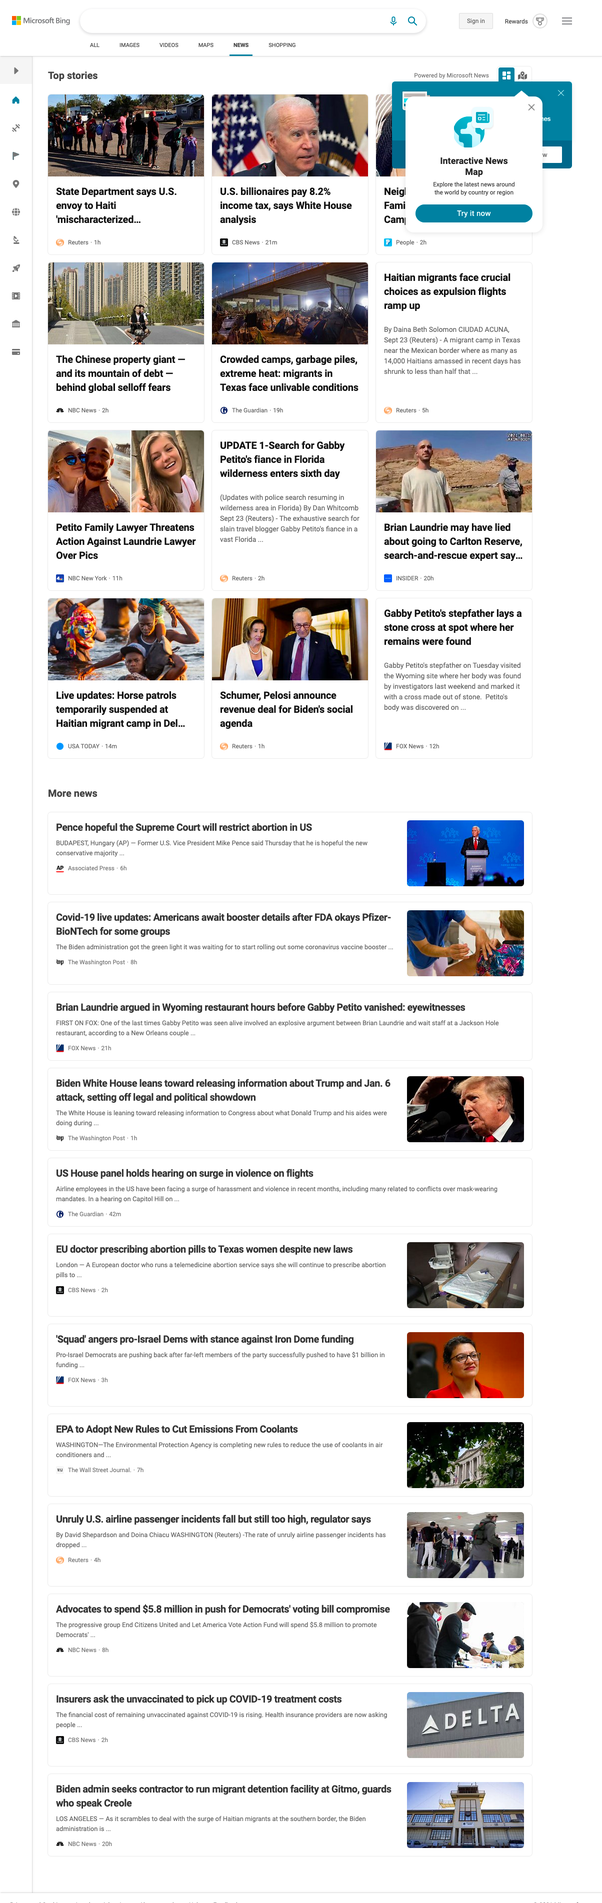 Microsoft Bing
Sign in
Rewards
ALL
IMAGES
VIDEOS
MAPS
NEWS
SHOPPING
Top stories
Powered by Microsoft News
State Department says U.S.
envoy to Haiti
'mischaracterized...
Reuters · 1h
U.S. billionaires pay 8.2%
income tax, says White House
analysis
CBS News · 21m
Neig
Fami
Camp
People · 2h
es
w
Interactive News
Map
Explore the latest news around
the world by country or region
Try it now
The Chinese property giant —
and its mountain of debt —
behind global selloff fears
NBC News · 2h
Crowded camps, garbage piles,
extreme heat: migrants in
Texas face unlivable conditions
The Guardian · 19h
Haitian migrants face crucial
choices as expulsion flights
ramp up
By Daina Beth Solomon CIUDAD ACUNA,
Sept 23 (Reuters) - A migrant camp in Texas
near the Mexican border where as many as
14,000 Haitians amassed in recent days has
shrunk to less than half that ...
Reuters · 5h
Petito Family Lawyer Threatens
Action Against Laundrie Lawyer
Over Pics
NBC New York · 11h
UPDATE 1-Search for Gabby
Petito's fiance in Florida
wilderness enters sixth day
(Updates with police search resuming in
wilderness area in Florida) By Dan Whitcomb
Sept 23 (Reuters) - The exhaustive search for
slain travel blogger Gabby Petito's fiance in a
vast Florida ...
Reuters · 2h
Brian Laundrie may have lied
about going to Carlton Reserve,
search-and-rescue expert say...
INSIDER · 20h
Live updates: Horse patrols
temporarily suspended at
Haitian migrant camp in Del...
USA TODAY · 14m
Schumer, Pelosi announce
revenue deal for Biden's social
agenda
Reuters · 1h
Gabby Petito's stepfather lays a
stone cross at spot where her
remains were found
Gabby Petito's stepfather on Tuesday visited
the Wyoming site where her body was found
by investigators last weekend and marked it
with a cross made out of stone. Petito's
body was discovered on ...
FOX News · 12h
More news
Pence hopeful the Supreme Court will restrict abortion in US
BUDAPEST, Hungary (AP) — Former U.S. Vice President Mike Pence said Thursday that he is hopeful the new
conservative majority ...
AP Associated Press · 6h
Covid-19 live updates: Americans await booster details after FDA okays Pfizer-
BioNTech for some groups
The Biden administration got the green light it was waiting for to start rolling out some coronavirus vaccine booster ...
wp The Washington Post · 8h
Brian Laundrie argued in Wyoming restaurant hours before Gabby Petito vanished: eyewitnesses
FIRST ON FOX: One of the last times Gabby Petito was seen alive involved an explosive argument between Brian Laundrie and wait staff at a Jackson Hole
restaurant, according to a New Orleans couple ...
FOX News · 21h
Biden White House leans toward releasing information about Trump and Jan. 6
attack, setting off legal and political showdown
The White House is leaning toward releasing information to Congress about what Donald Trump and his aides were
doing during ...
wp The Washington Post · 1h
US House panel holds hearing on surge in violence on flights
Airline employees in the US have been facing a surge of harassment and violence in recent months, including many related to conflicts over mask-wearing
mandates. In a hearing on Capitol Hill on ...
The Guardian · 42m
EU doctor prescribing abortion pills to Texas women despite new laws
London — A European doctor who runs a telemedicine abortion service says she will continue to prescribe abortion
pills to ...
CBS News · 2h
'Squad' angers pro-Israel Dems with stance against Iron Dome funding
Pro-Israel Democrats are pushing back after far-left members of the party successfully pushed to have $1 billion in
funding ...
FOX News · 3h
EPA to Adopt New Rules to Cut Emissions From Coolants
WASHINGTON—The Environmental Protection Agency is completing new rules to reduce the use of coolants in air
conditioners and ...
WSJ The Wall Street Journal. · 7h
Unruly U.S. airline passenger incidents fall but still too high, regulator says
By David Shepardson and Doina Chiacu WASHINGTON (Reuters) -The rate of unruly airline passenger incidents has
dropped ...
Reuters · 4h
Advocates to spend $5.8 million in push for Democrats' voting bill compromise
The progressive group End Citizens United and Let America Vote Action Fund will spend $5.8 million to promote
Democrats' ...
NBC News · 8h
Insurers ask the unvaccinated to pick up COVID-19 treatment costs
The financial cost of remaining unvaccinated against COVID-19 is rising. Health insurance providers are now asking
people ...
CBS News · 2h
DELTA
Biden admin seeks contractor to run migrant detention facility at Gitmo, guards
who speak Creole
LOS ANGELES — As it scrambles to deal with the surge of Haitian migrants at the southern border, the Biden
administration is ...
NBC News · 20h